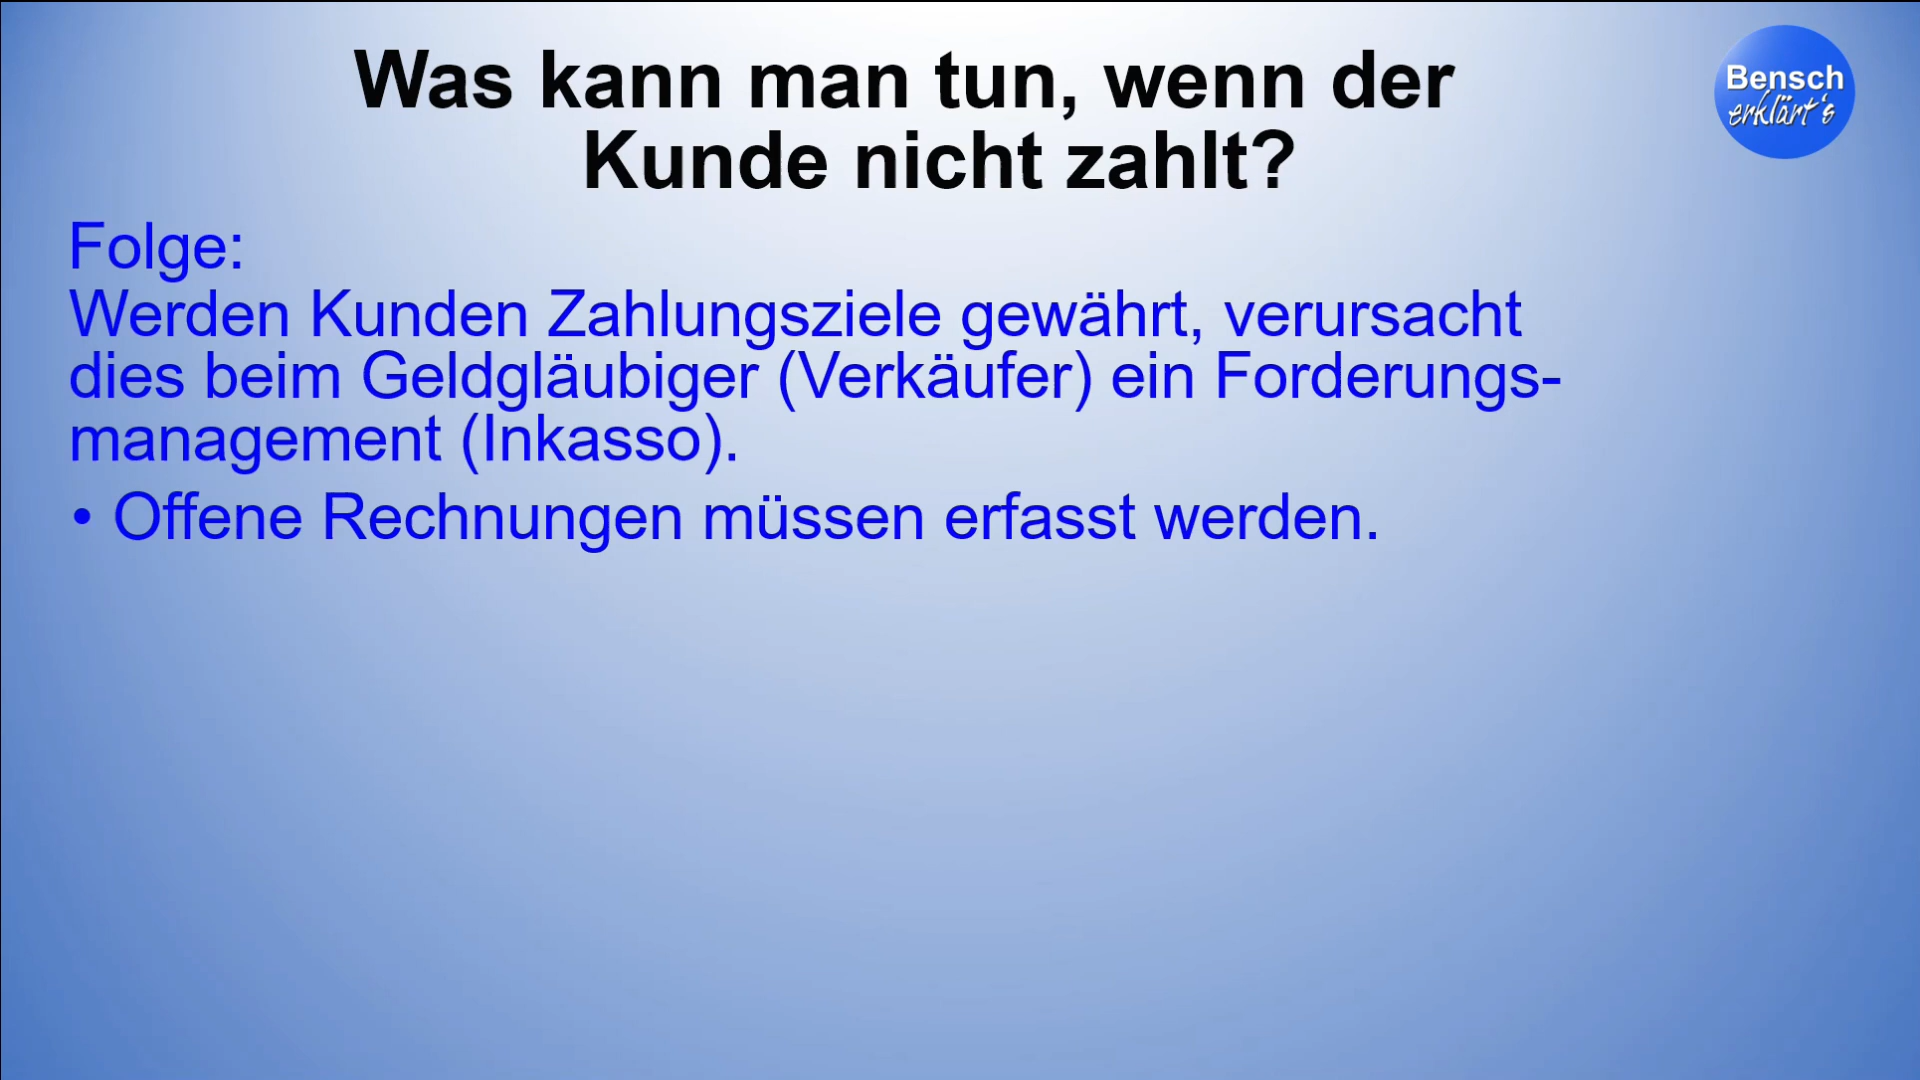 Was kann man tun, wenn der
Kunde nicht zahlt?
Bensch
erklärt's
Folge:
Werden Kunden Zahlungsziele gewährt, verursacht
dies beim Geldgläubiger (Verkäufer) ein Forderungs-
management (Inkasso).
• Offene Rechnungen müssen erfasst werden.